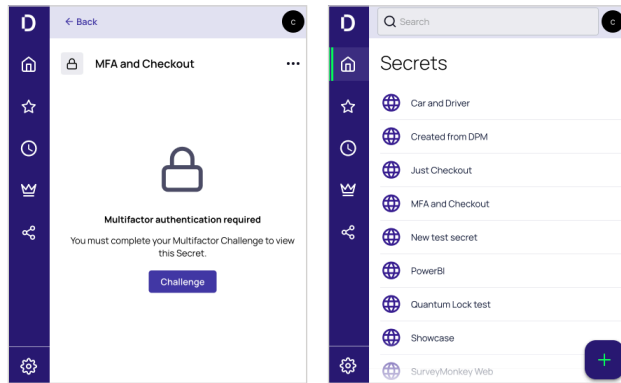 ← Back
C
MFA and Checkout
Multifactor authentication required
You must complete your Multifactor Challenge to view
this Secret.
Challenge
Search
C
Secrets
Car and Driver
Created from DPM
Just Checkout
MFA and Checkout
New test secret
PowerBI
Quantum Lock test
Showcase
SurveyMonkey Web